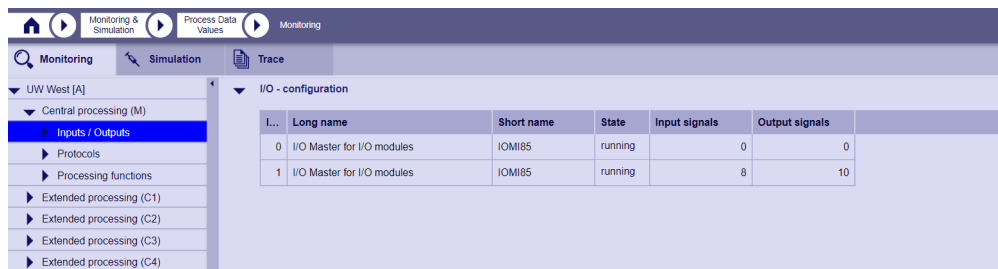 Monitoring & Simulation
Process Data Values
Monitoring
Monitoring Simulation Trace
UW West [A]
Central processing (M)
Inputs / Outputs
Protocols
Processing functions
Extended processing (C1)
Extended processing (C2)
Extended processing (C3)
Extended processing (C4)
I/O - configuration
I... Long name Short name State Input signals Output signals
0 I/O Master for I/O modules IOMI85 running 0 0
1 I/O Master for I/O modules IOMI85 running 8 10